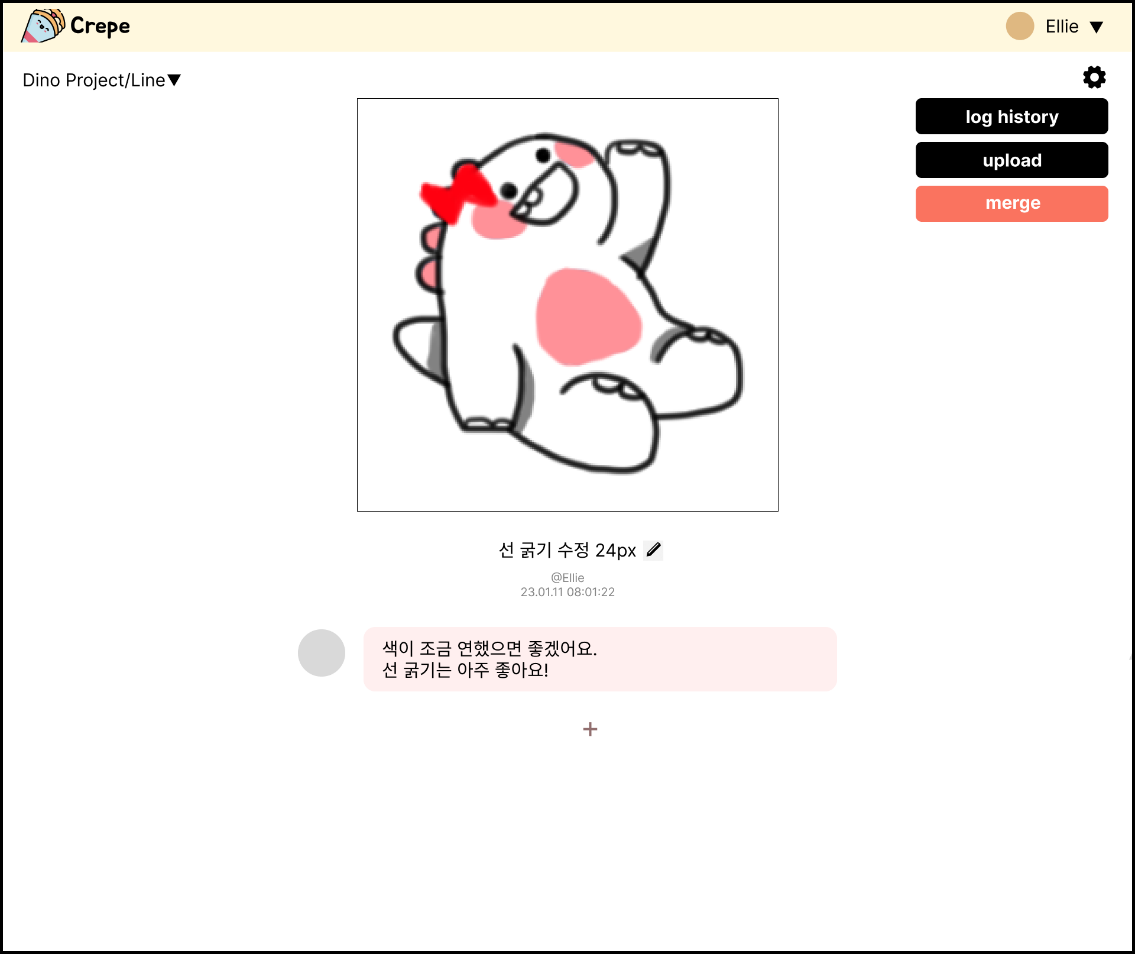 Crepe
Ellie ▼
Dino Project/Line▼
log history
upload
merge
선 굵기 수정 24px
@Ellie
23.01.11 08:01:22
색이 조금 연했으면 좋겠어요.
선 굵기는 아주 좋아요!
+